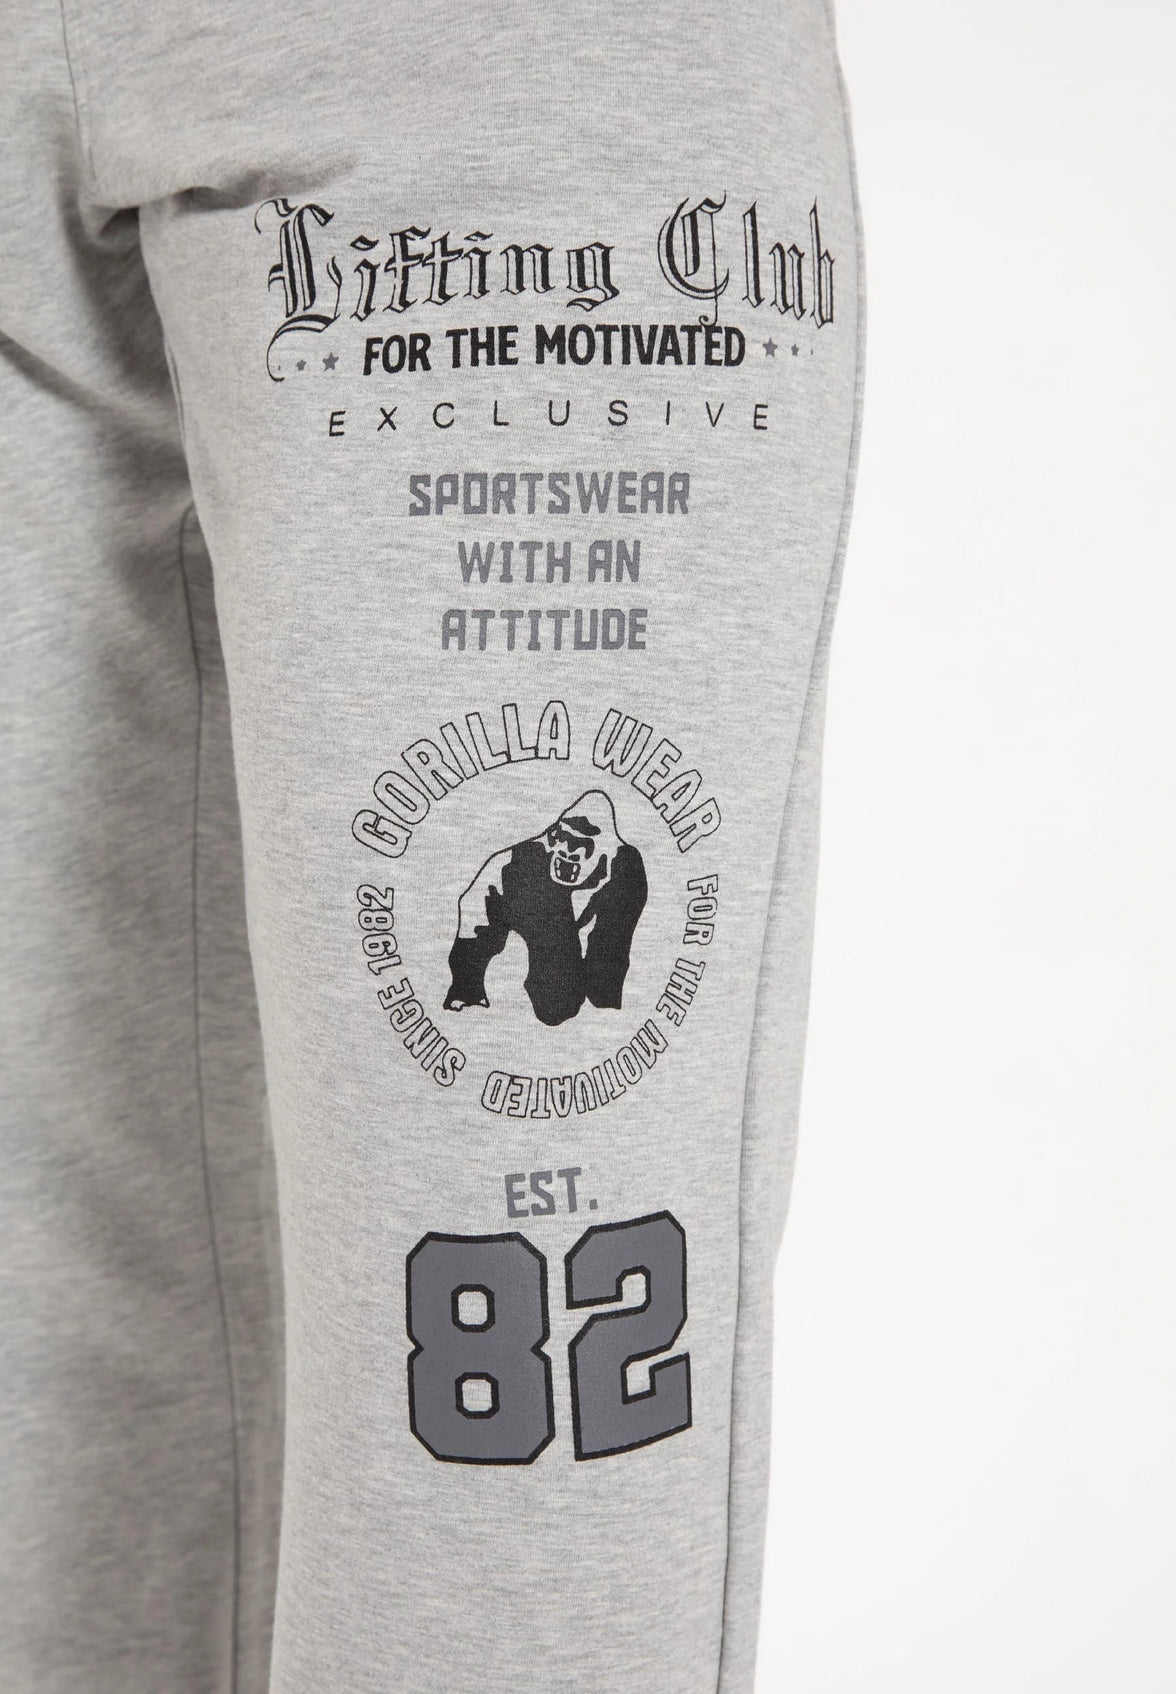 Lifting Club
FOR THE MOTIVATED
EXCLUSIVE
SPORTSWEAR
WITH AN
ATTITUDE
GORILLA WEAR
FOR THE MOTIVATED
SINCE 1982
EST.
82